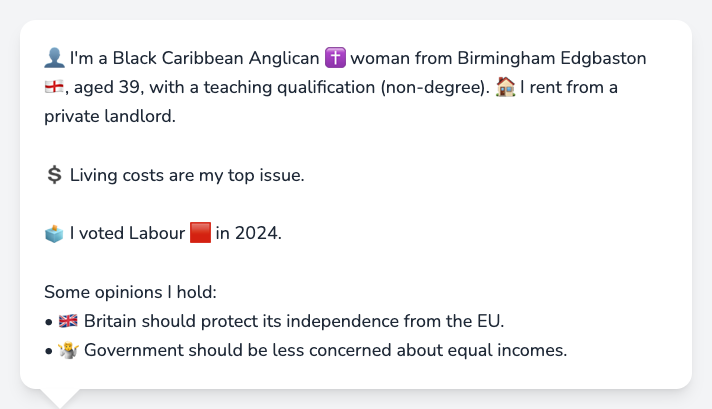 👤 I'm a Black Caribbean Anglican ✝️ woman from Birmingham Edgbaston
🏴󠁧󠁢󠁥󠁮󠁧󠁿, aged 39, with a teaching qualification (non-degree). 🏠 I rent from a
private landlord.
💲 Living costs are my top issue.
🗳️ I voted Labour 🟥 in 2024.
Some opinions I hold:
• 🇬🇧 Britain should protect its independence from the EU.
• 🤷 Government should be less concerned about equal incomes.